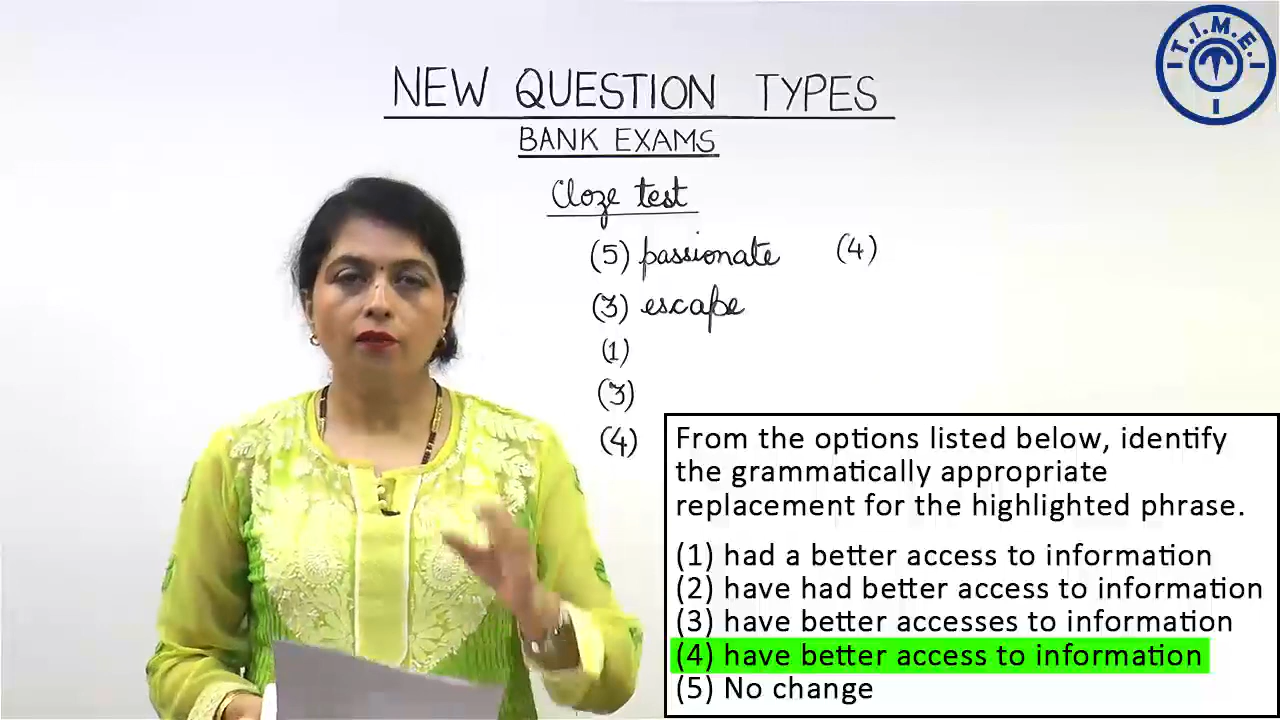 T.I.M.E.
NEW QUESTION TYPES
BANK EXAMS
Cloze test
(5) passionate (4)
(3) escape
(1)
(3)
(4)
From the options listed below, identify
the grammatically appropriate
replacement for the highlighted phrase.
(1) had a better access to information
(2) have had better access to information
(3) have better accesses to information
(4) have better access to information
(5) No change